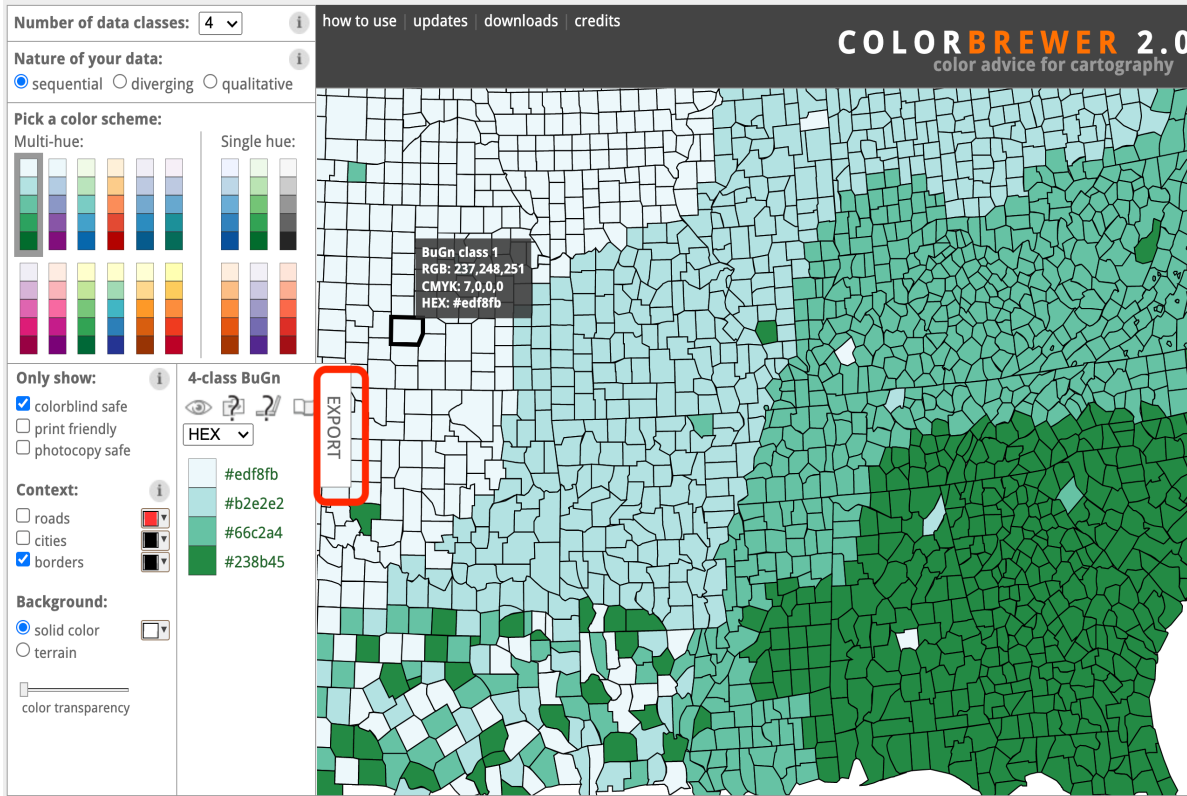 Number of data classes: 4 i
Nature of your data: i
sequential diverging qualitative
Pick a color scheme:
Multi-hue: Single hue:
Only show: i
colorblind safe
print friendly
photocopy safe
Context: i
roads
cities
borders
Background:
solid color
terrain
color transparency
4-class BuGn
? ?
HEX
#edf8fb
#b2e2e2
#66c2a4
#238b45
EXPORT
how to use updates downloads credits
COLORBREWER 2.0
color advice for cartography
BuGn class 1
RGB: 237,248,251
CMYK: 7,0,0,0
HEX: #edf8fb